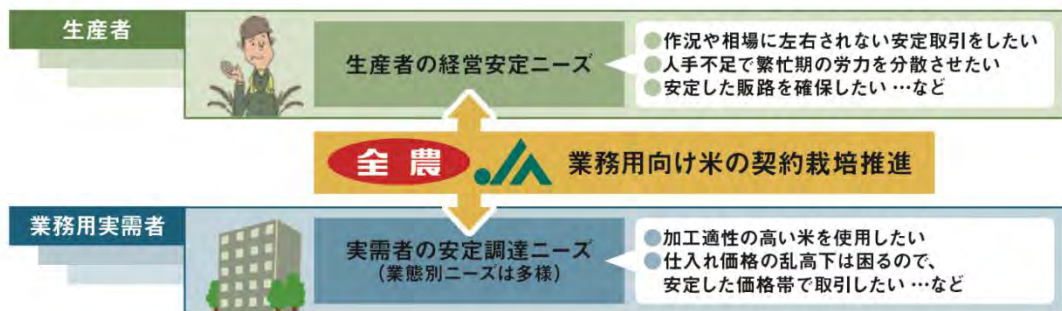 生産者
生産者の経営安定ニーズ
●作況や相場に左右されない安定取引をしたい
●人手不足で繁忙期の労力を分散させたい
●安定した販路を確保したい …など
全農 JA 業務用向け米の契約栽培推進
業務用実需者
実需者の安定調達ニーズ
(業態別ニーズは多様)
●加工適性の高い米を使用したい
●仕入れ価格の乱高下は困るので、
安定した価格帯で取引したい …など